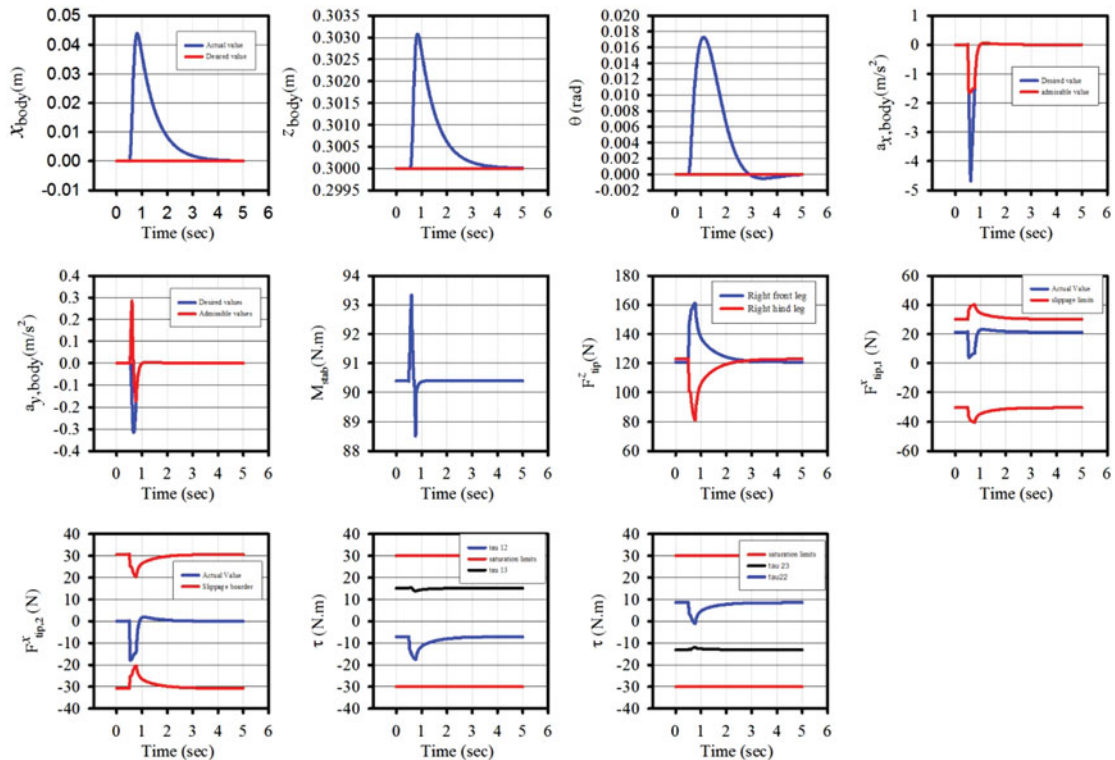 0.05
0.04
0.03
0.02
0.01
0.00
-0.01
x_body(m)
Actual value
Desired value
0 1 2 3 4 5 6
Time (sec)
0.3035
0.3030
0.3025
0.3020
0.3015
0.3010
0.3005
0.3000
0.2995
z_body(m)
0 1 2 3 4 5 6
Time (sec)
0.020
0.018
0.016
0.014
0.012
0.010
0.008
0.006
0.004
0.002
0.000
-0.002
θ (rad)
0 1 2 3 4 5 6
Time (sec)
1
0
-1
-2
-3
-4
5
a_x,body(m/s²)
Desired value
admissible value
0 1 2 3 4 5 6
Time (sec)
0.4
0.3
0.2
0.1
0.0
-0.1
-0.2
-0.3
-0.4
a_y,body(m/s²)
Desired values
Admissible values
0 1 2 3 4 5 6
Time (sec)
94
93
92
91
90
89
88
M_stab(N.m)
0 1 2 3 4 5 6
Time (sec)
180
160
140
120
100
80
60
F^z_tip(N)
Right front leg
Right hind leg
0 1 2 3 4 5 6
Time (sec)
60
40
20
0
-20
-40
-60
F^x_tip,1 (N)
Actual Value
slippage limits
0 1 2 3 4 5 6
Time (sec)
40
30
20
10
0
-10
-20
-30
-40
F^x_tip,2 (N)
Actual Value
Slippage boarder
0 1 2 3 4 5 6
Time (sec)
40
30
20
10
0
-10
-20
-30
-40
τ (N.m)
tau 12
saturation limits
tau 13
0 1 2 3 4 5 6
Time (sec)
40
30
20
10
0
-10
-20
-30
-40
τ (N.m)
saturation limits
tau 23
tau22
0 1 2 3 4 5 6
Time (sec)